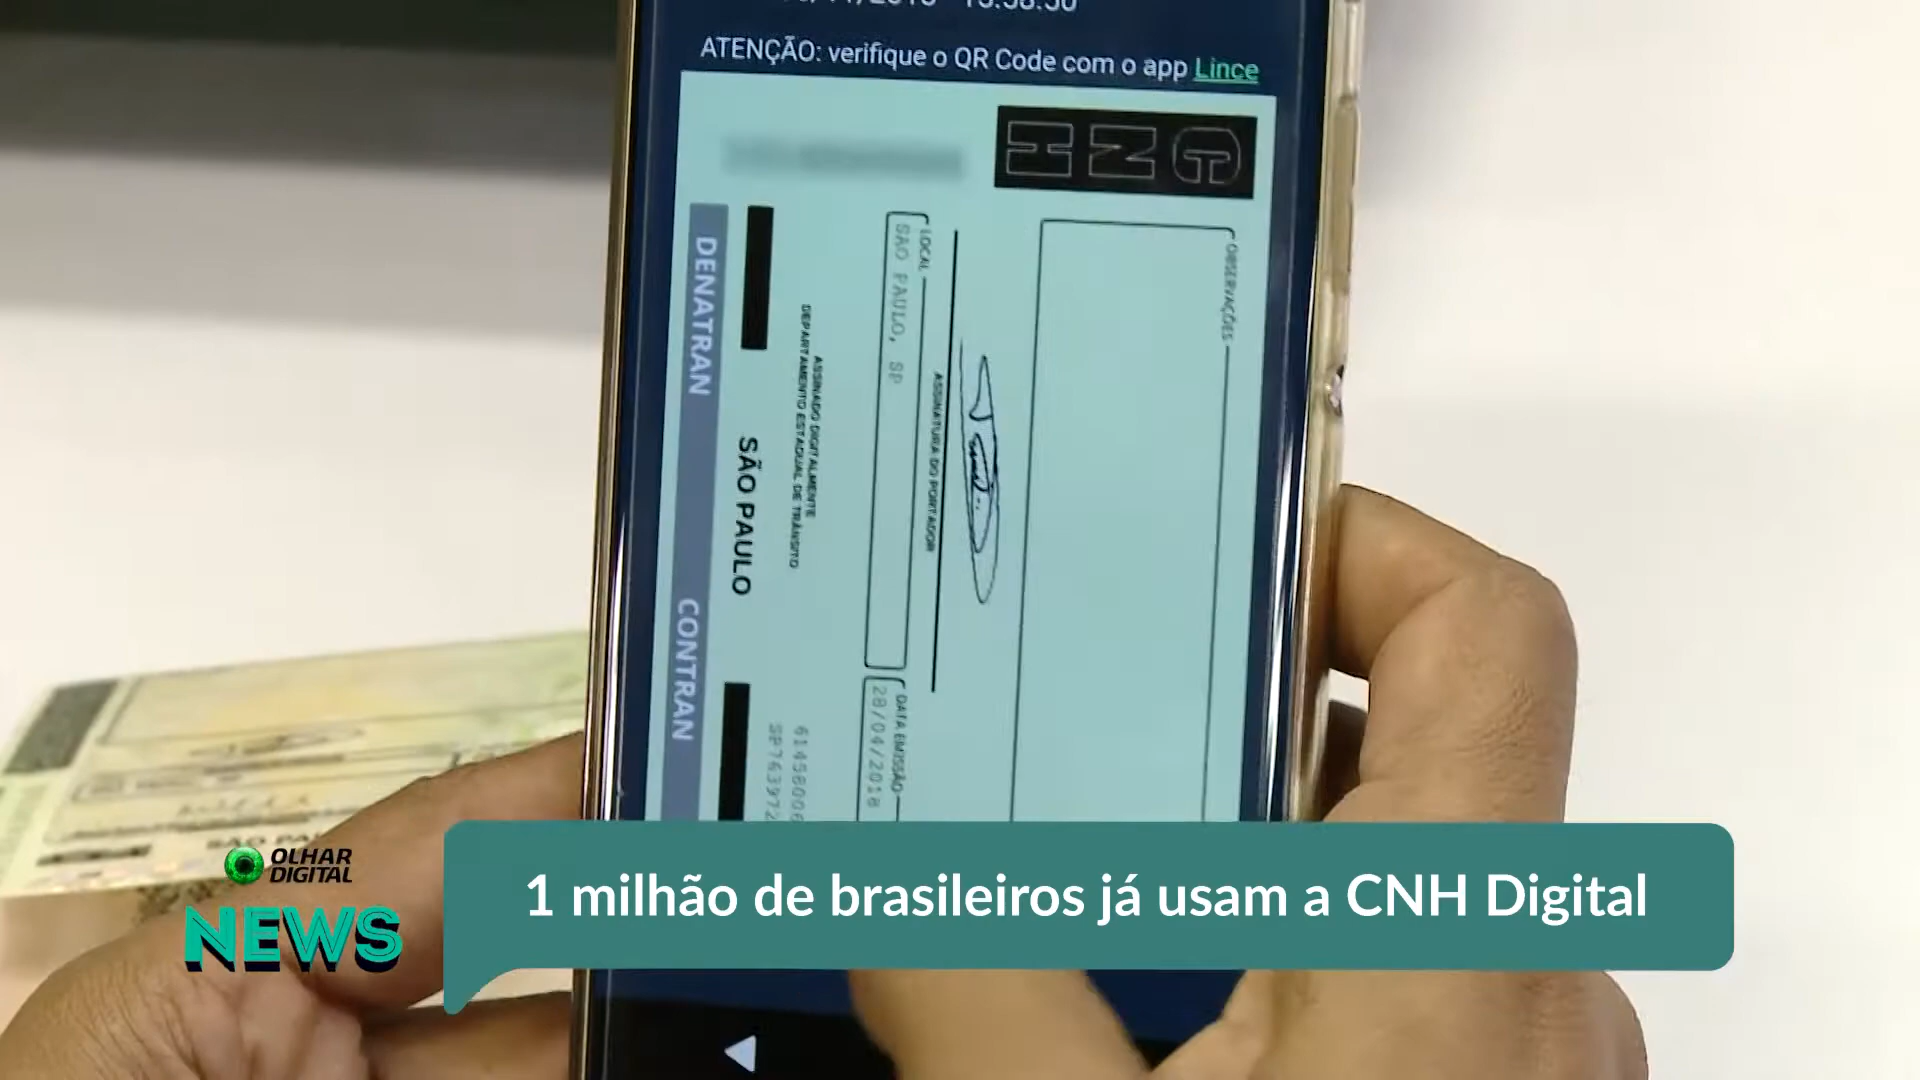 ATENÇÃO: verifique o QR Code com o app Lince
CNH
OBSERVAÇÕES
ASSINATURA DO PORTADOR
LOCAL
SAO PAULO, SP
DATA EMISSÃO
28/04/2018
ASSINADO DIGITALMENTE
DEPARTAMENTO ESTADUAL DE TRÂNSITO
SÃO PAULO
DENATRAN CONTRAN
OLHAR
DIGITAL
NEWS
1 milhão de brasileiros já usam a CNH Digital